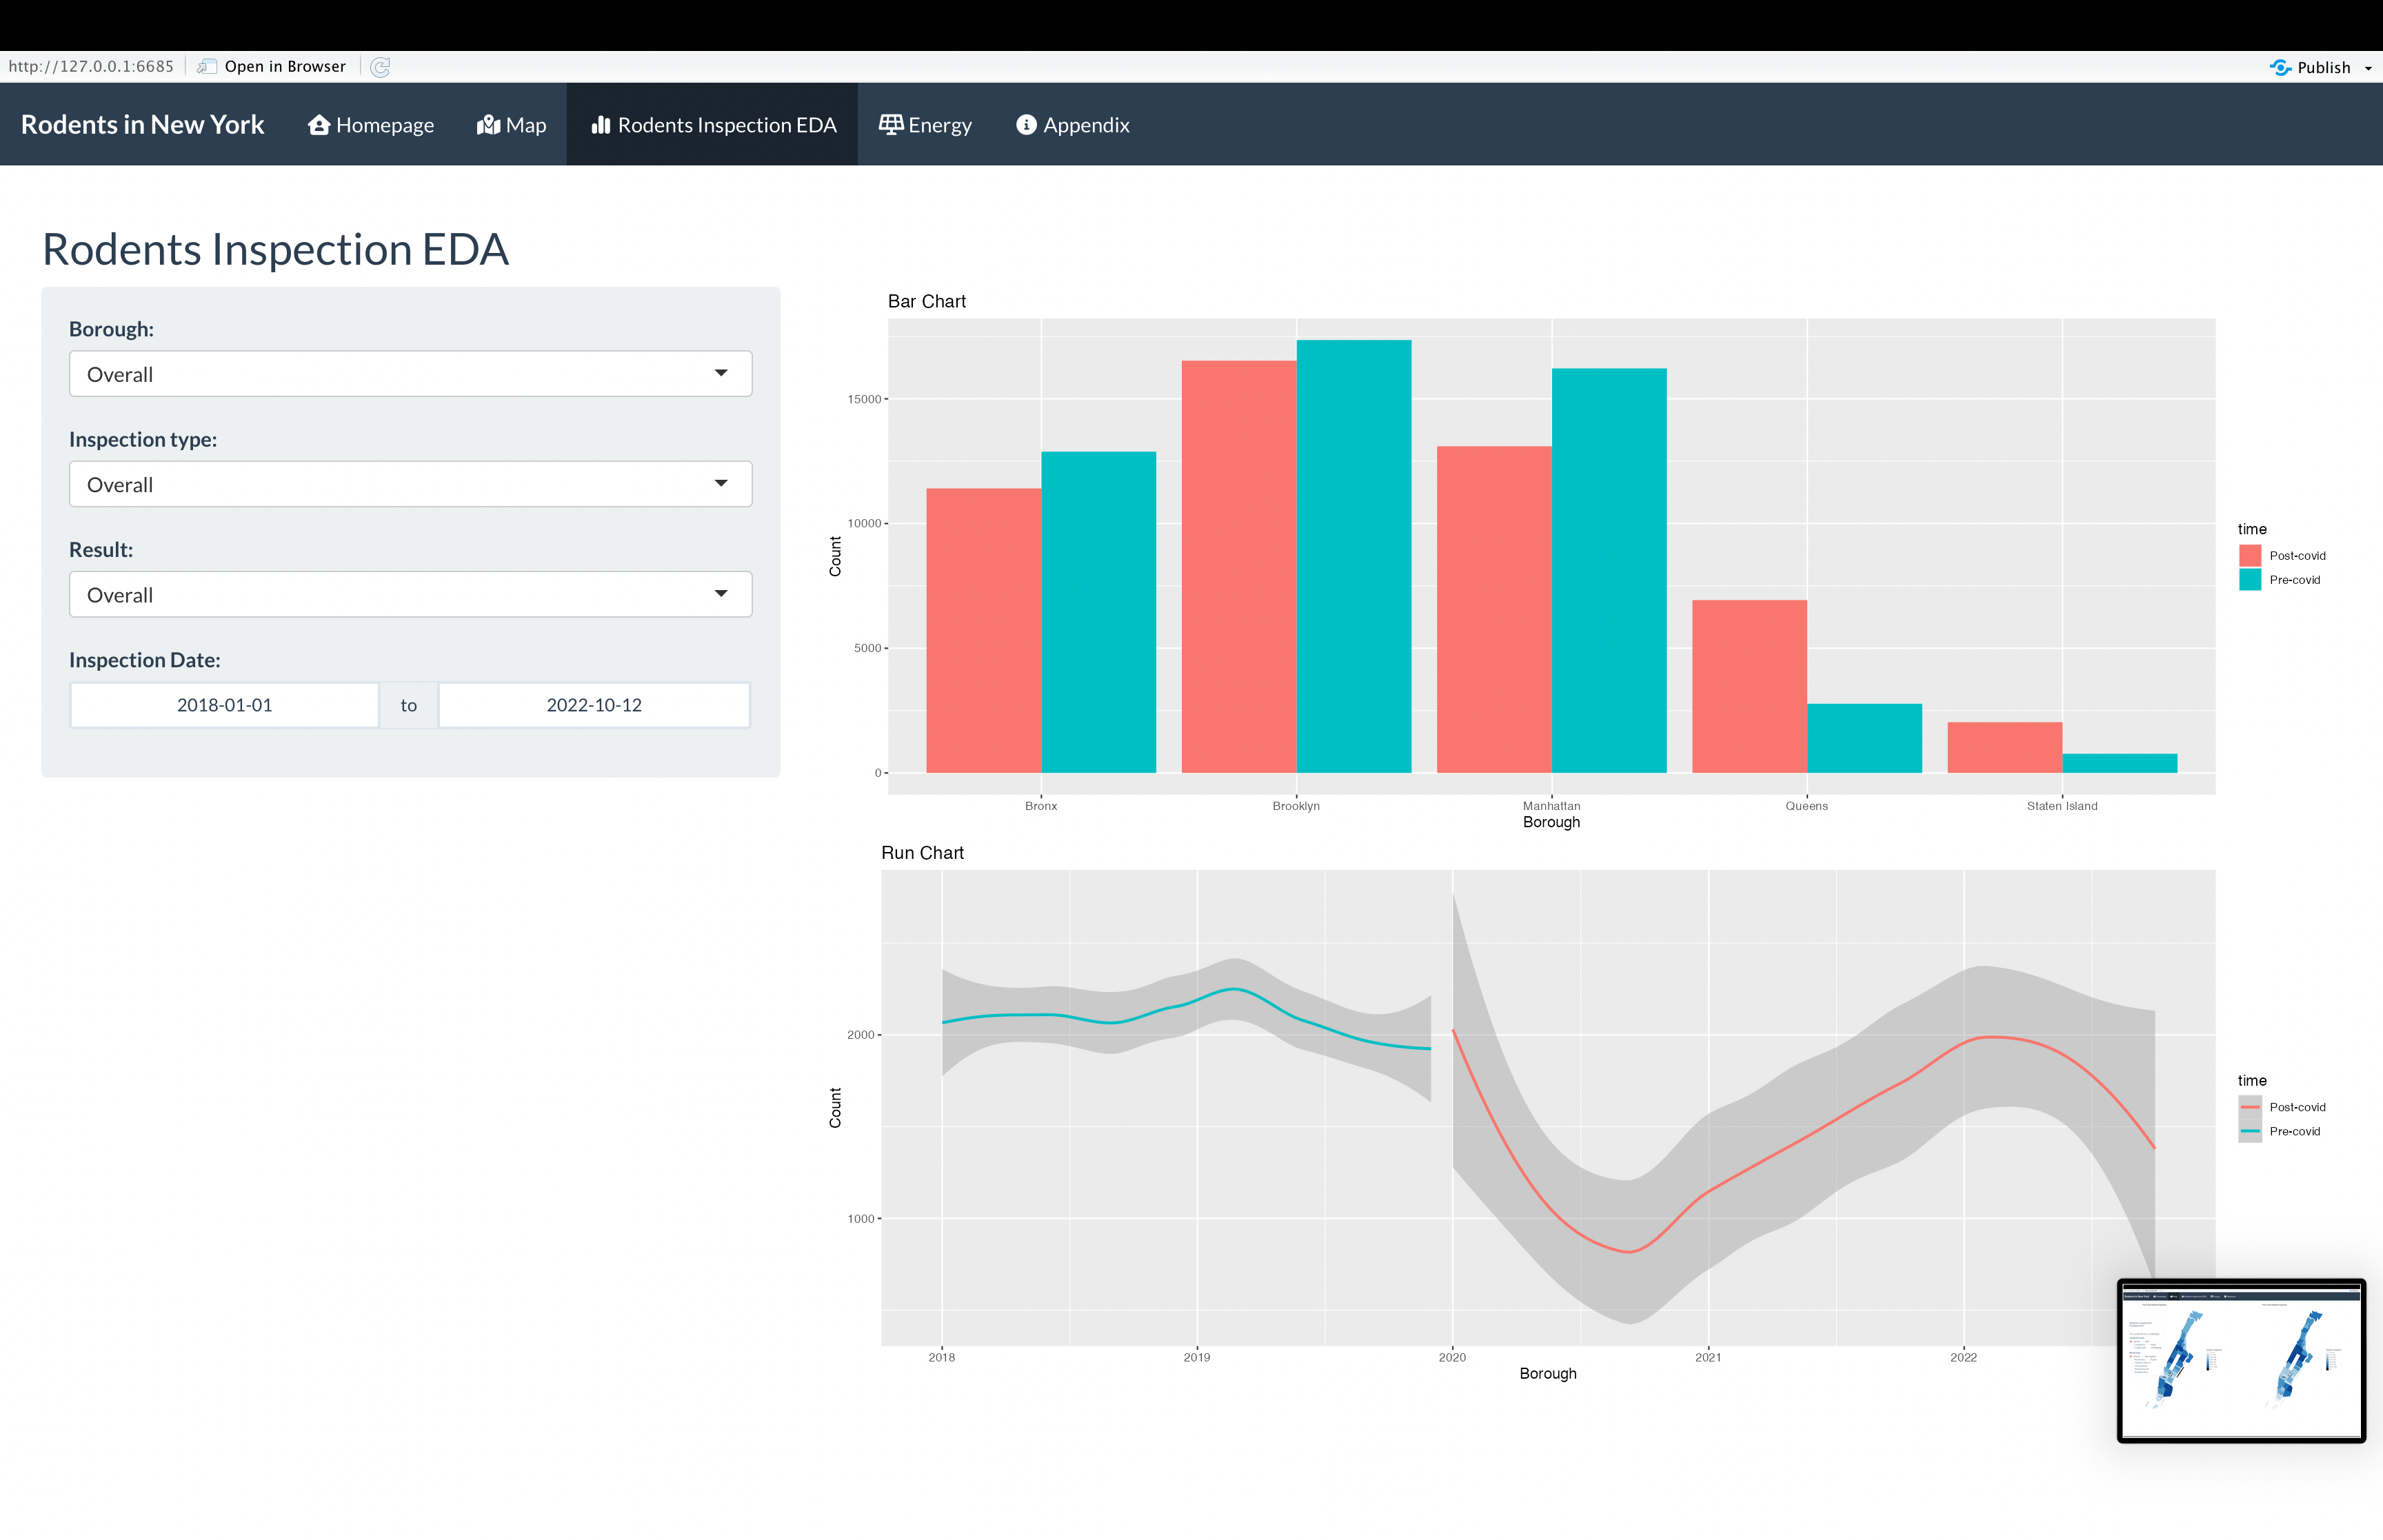 http://127.0.0.1:6685 Open in Browser Publish
Rodents in New York Homepage Map Rodents Inspection EDA Energy Appendix
Rodents Inspection EDA
Borough:
Overall
Inspection type:
Overall
Result:
Overall
Inspection Date:
2018-01-01 to 2022-10-12
Bar Chart
15000
10000
5000
0
Count
Bronx Brooklyn Manhattan Queens Staten Island
Borough
time
Post-covid
Pre-covid
Run Chart
2000
1000
Count
2018 2019 2020 2021 2022
Borough
time
Post-covid
Pre-covid